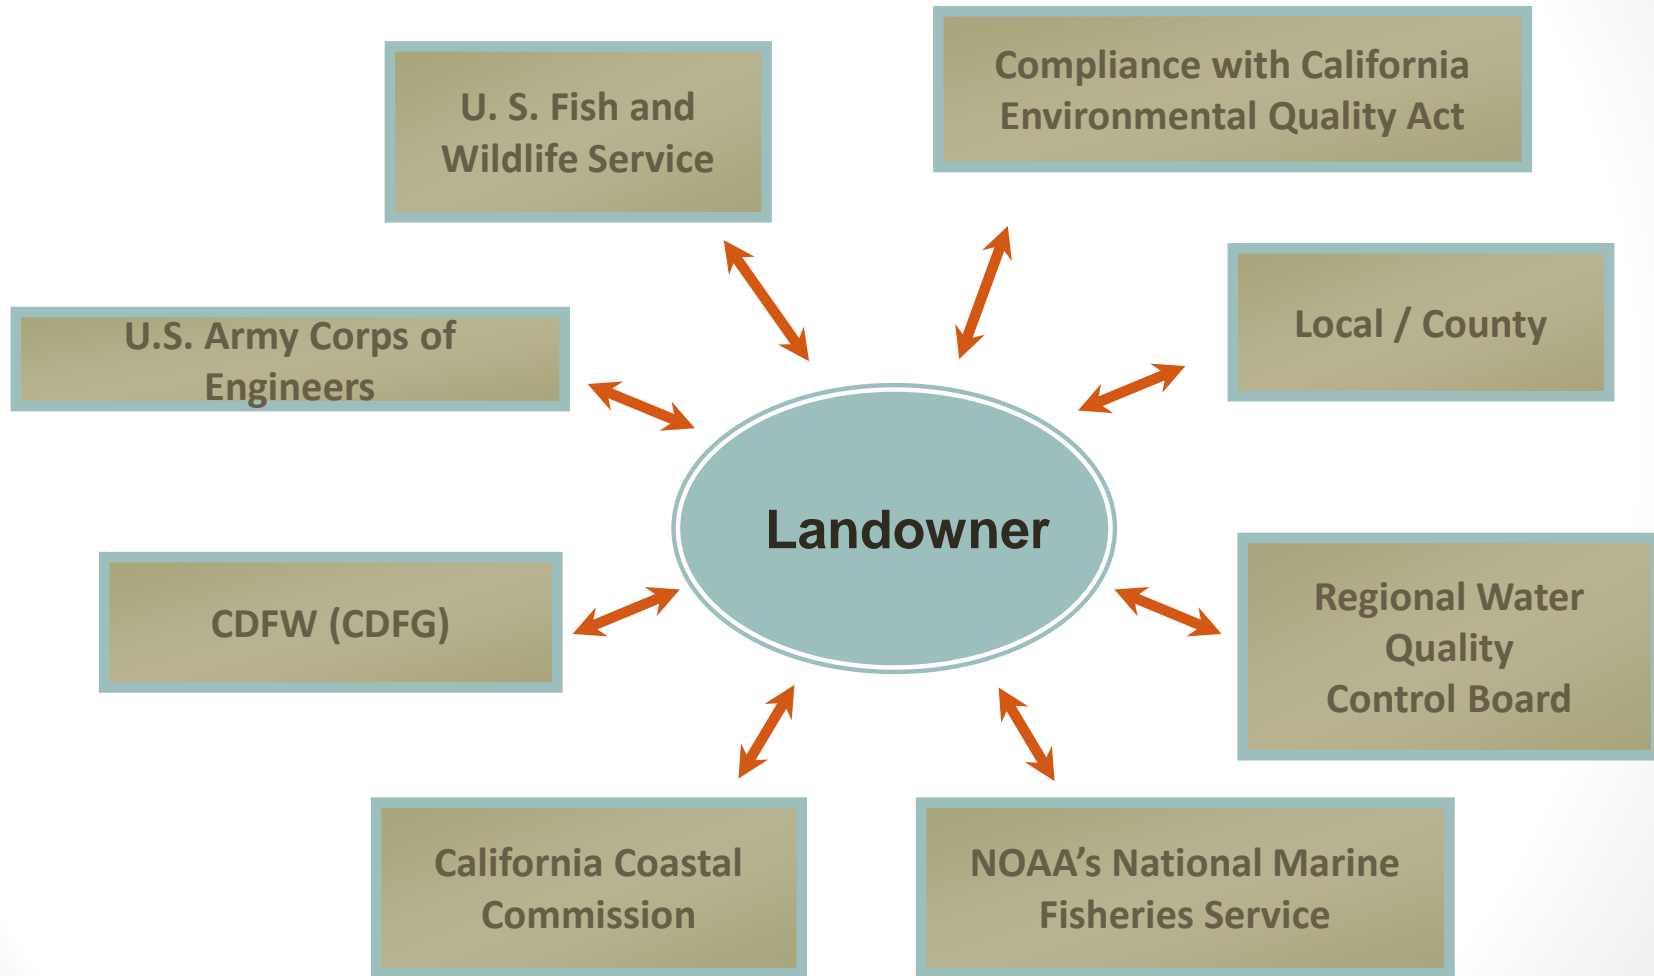 U. S. Fish and
Wildlife Service
Compliance with California
Environmental Quality Act
U.S. Army Corps of
Engineers
Local / County
Landowner
CDFW (CDFG)
Regional Water
Quality
Control Board
California Coastal
Commission
NOAA’s National Marine
Fisheries Service